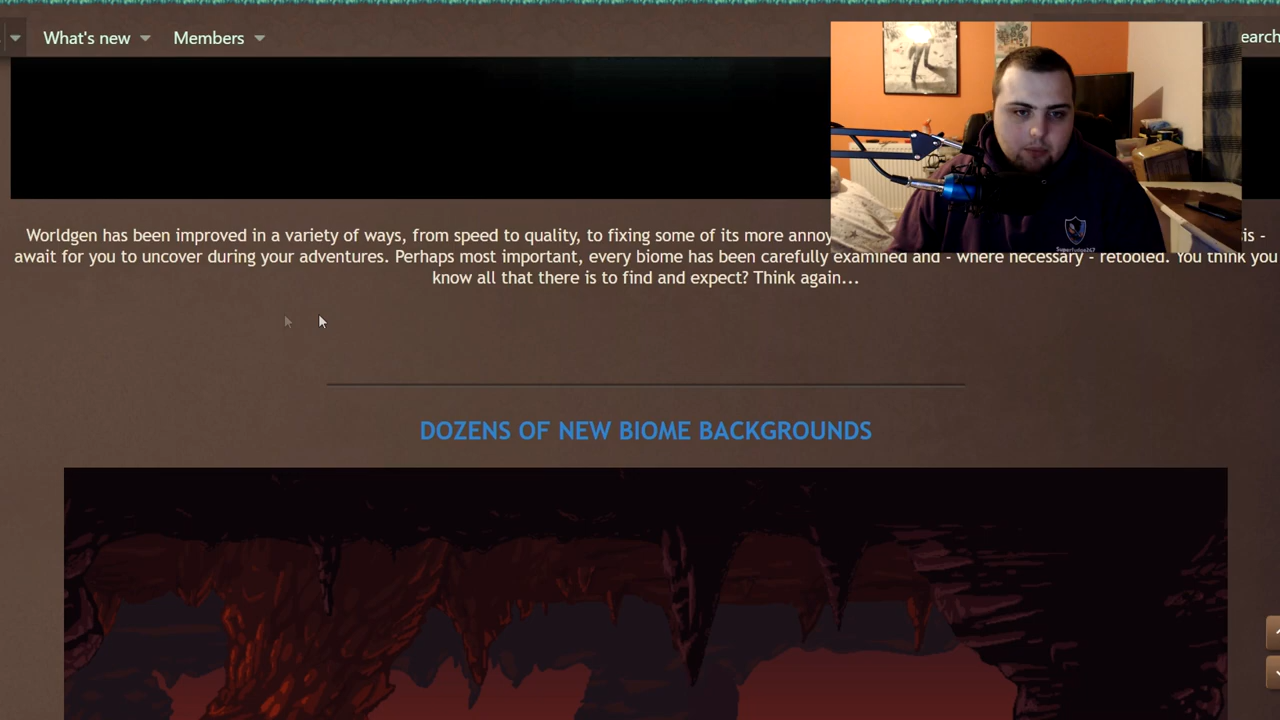 What's new
Members
earch
Worldgen has been improved in a variety of ways, from speed to quality, to fixing some of its more annoy is -
await for you to uncover during your adventures. Perhaps most important, every biome has been carefully examined and - where necessary - retooled. You think you
know all that there is to find and expect? Think again...
DOZENS OF NEW BIOME BACKGROUNDS